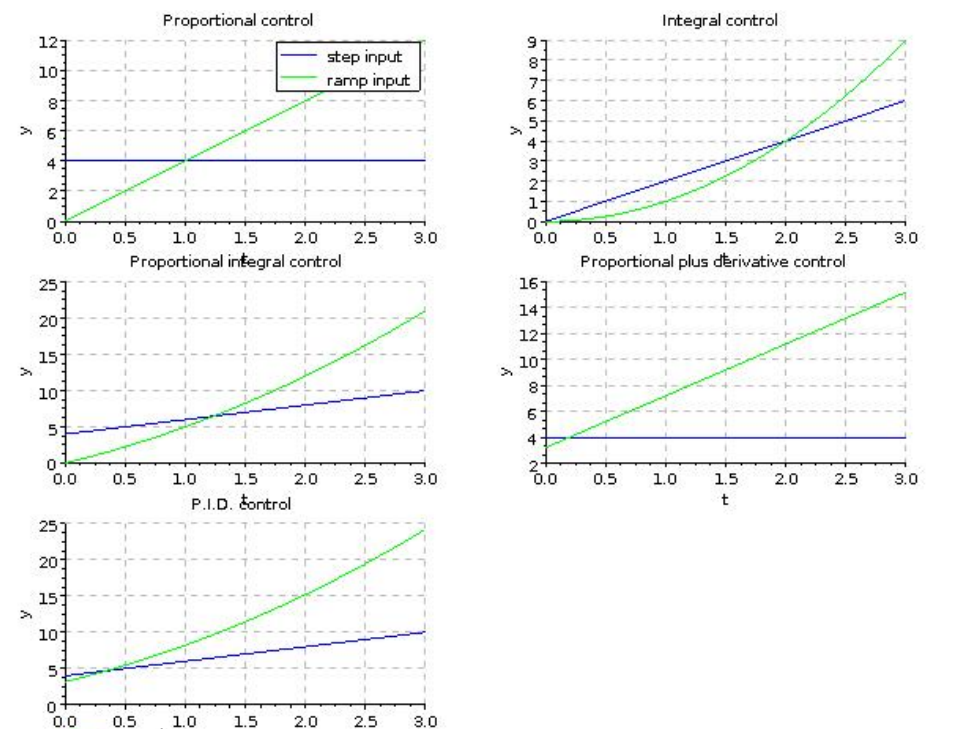 Proportional control
12
10
8
6
4
2
0
y
0.0 0.5 1.0 1.5 2.0 2.5 3.0
t
step input
ramp input
Integral control
9
8
7
6
5
4
3
2
1
0
y
0.0 0.5 1.0 1.5 2.0 2.5 3.0
t
Proportional integral control
25
20
15
10
5
0
y
0.0 0.5 1.0 1.5 2.0 2.5 3.0
t
Proportional plus derivative control
16
14
12
10
8
6
4
2
y
0.0 0.5 1.0 1.5 2.0 2.5 3.0
t
P.I.D. control
25
20
15
10
5
0
y
0.0 0.5 1.0 1.5 2.0 2.5 3.0